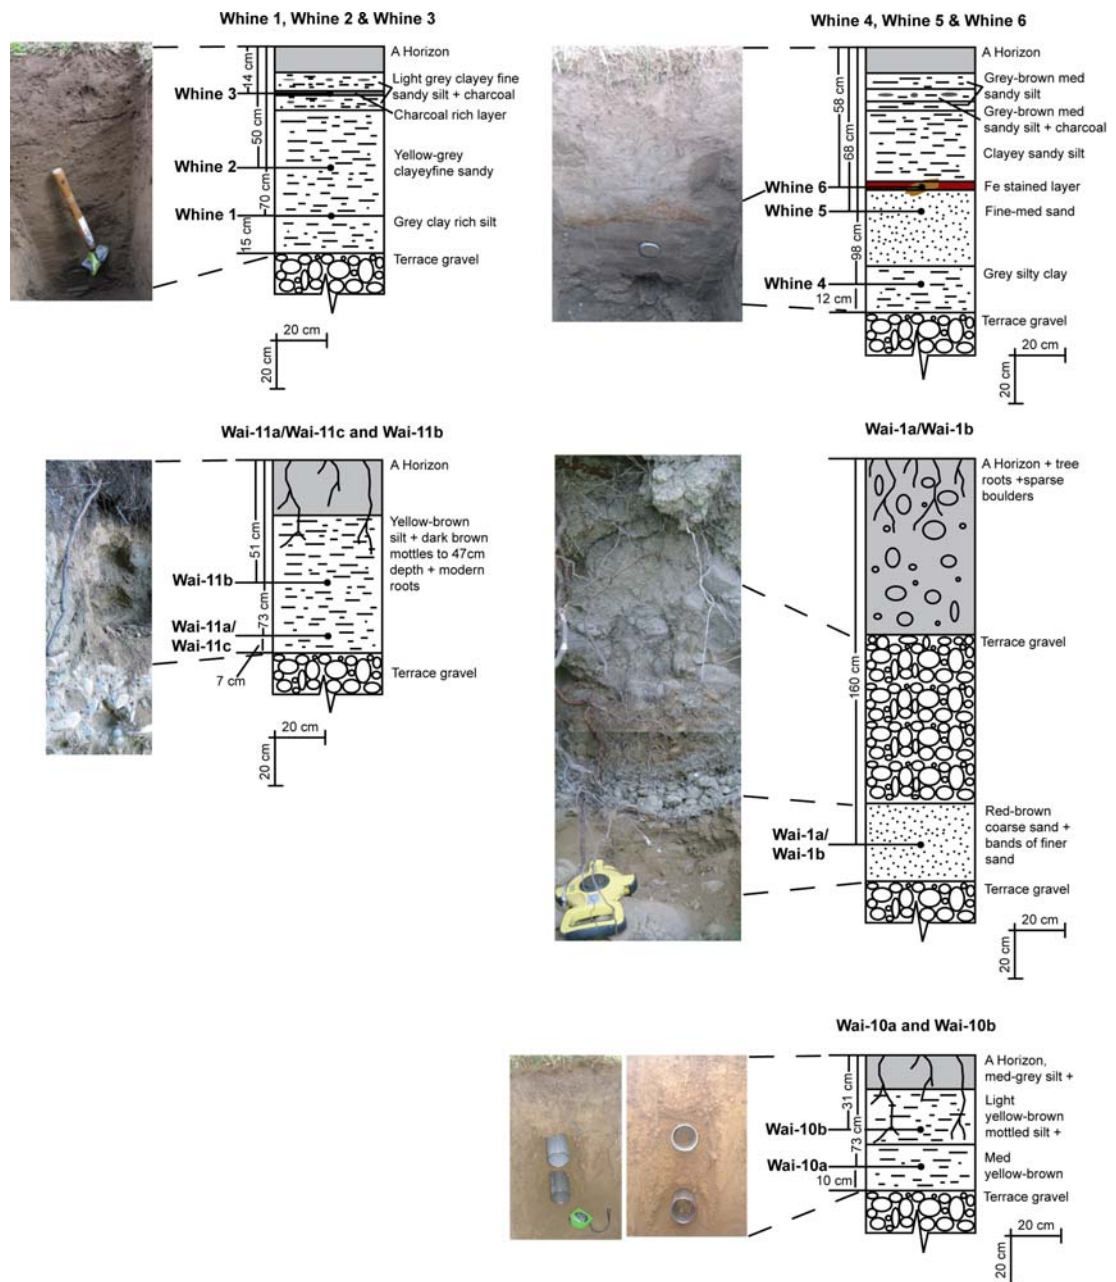 Whine 1, Whine 2 & Whine 3
A Horizon
14 cm
Light grey clayey fine
sandy silt + charcoal
Whine 3
Charcoal rich layer
50 cm
Whine 2
Yellow-grey
clayeyfine sandy
70 cm
Whine 1
Grey clay rich silt
15 cm
Terrace gravel
20 cm
20 cm
Whine 4, Whine 5 & Whine 6
A Horizon
58 cm
Grey-brown med
sandy silt
Grey-brown med
sandy silt + charcoal
68 cm
Clayey sandy silt
Whine 6
Fe stained layer
Whine 5
Fine-med sand
98 cm
Whine 4
Grey silty clay
12 cm
Terrace gravel
20 cm
20 cm
Wai-11a/Wai-11c and Wai-11b
A Horizon
51 cm
Yellow-brown
silt + dark brown
mottles to 47cm
depth + modern
roots
Wai-11b
73 cm
Wai-11a/
Wai-11c
7 cm
Terrace gravel
20 cm
20 cm
Wai-1a/Wai-1b
A Horizon + tree
roots +sparse
boulders
Terrace gravel
160 cm
Red-brown
coarse sand +
bands of finer
sand
Wai-1a/
Wai-1b
Terrace gravel
20 cm
20 cm
Wai-10a and Wai-10b
A Horizon,
med-grey silt +
31 cm
Light
yellow-brown
mottled silt +
Wai-10b
73 cm
Med
yellow-brown
Wai-10a
10 cm
Terrace gravel
20 cm
20 cm